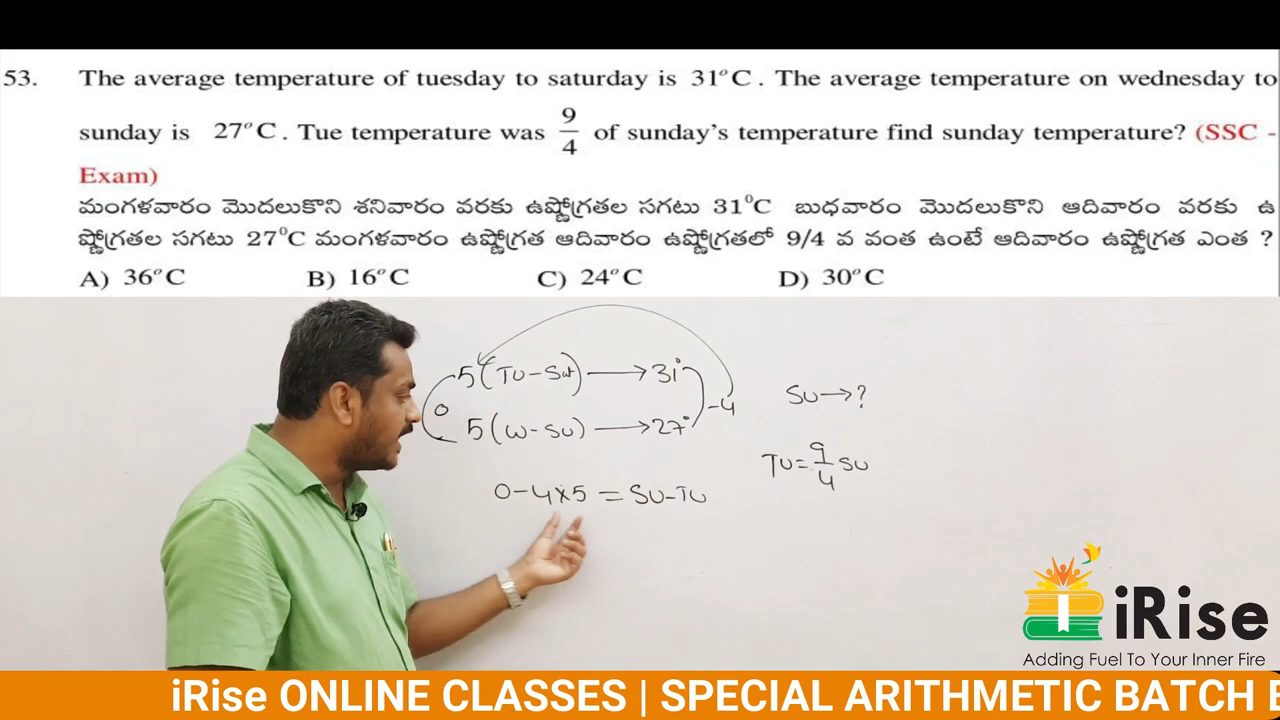 53. The average temperature of tuesday to saturday is 31°C. The average temperature on wednesday to
sunday is 27°C. Tue temperature was 9/4 of sunday's temperature find sunday temperature? (SSC -
Exam)
మంగళవారం మొదలుకొని శనివారం వరకు ఉష్ణోగ్రతల సగటు 31⁰C బుధవారం మొదలుకొని ఆదివారం వరకు ఉ
ష్ణోగ్రతల సగటు 27⁰C మంగళవారం ఉష్ణోగ్రత ఆదివారం ఉష్ణోగ్రతలో 9/4 వ వంత ఉంటే ఆదివారం ఉష్ణోగ్రత ఎంత ?
A) 36°C B) 16°C C) 24°C D) 30°C
5(TU-Sat) → 31°
0 -4
5(W-SU) → 27°
0-4×5 = SU-TU
SU→?
TU=9/4 SU
iRise
Adding Fuel To Your Inner Fire
iRise ONLINE CLASSES | SPECIAL ARITHMETIC BATCH